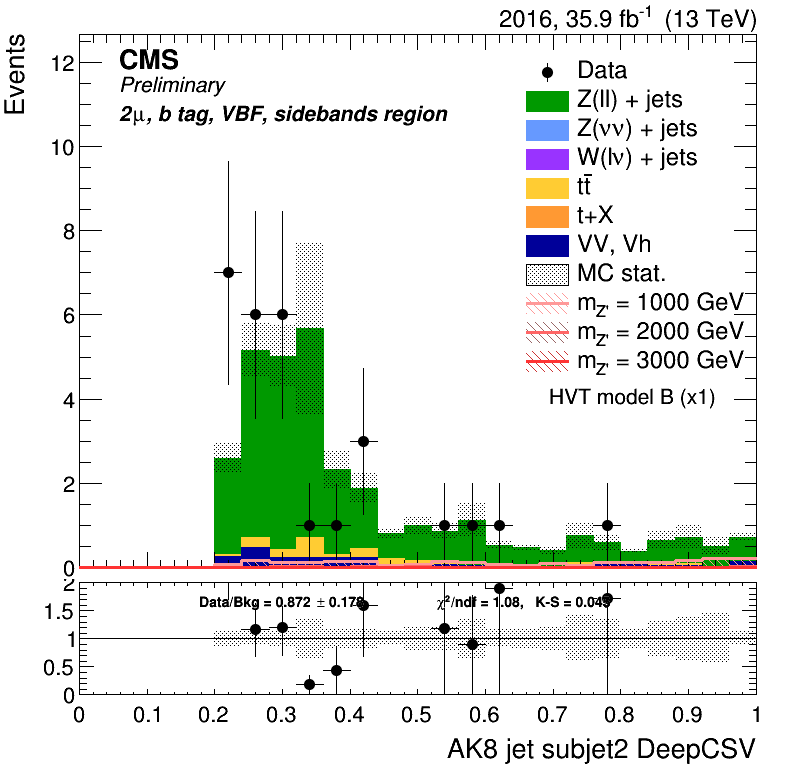 2016, 35.9 fb⁻¹ (13 TeV)
Events
CMS
Preliminary
2μ, b tag, VBF, sidebands region
Data
Z(ll) + jets
Z(νν) + jets
W(lν) + jets
tt̄
t+X
VV, Vh
MC stat.
m_Z' = 1000 GeV
m_Z' = 2000 GeV
m_Z' = 3000 GeV
HVT model B (x1)
12
10
8
6
4
2
0
Data/Bkg = 0.872 ± 0.178
χ²/ndf = 1.08, K-S = 0.045
2
1.5
1
0.5
0
0 0.1 0.2 0.3 0.4 0.5 0.6 0.7 0.8 0.9 1
AK8 jet subjet2 DeepCSV